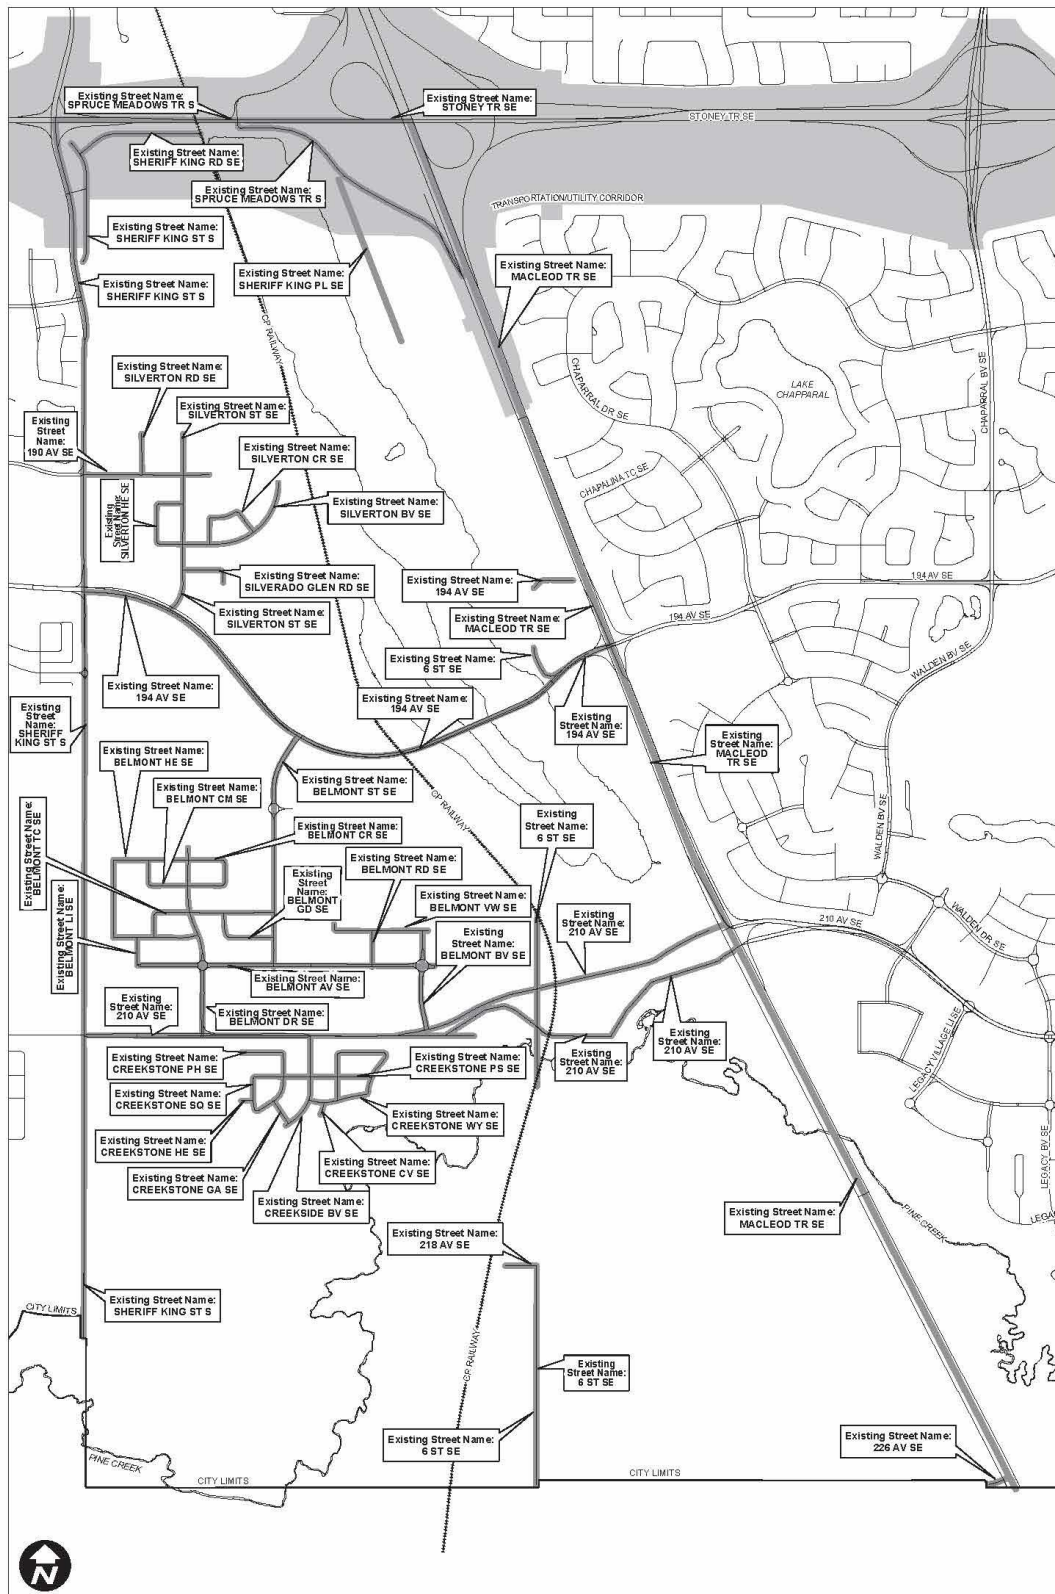 Existing Street Name:
SPRUCE MEADOWS TR S
Existing Street Name:
STONEY TR SE
STONEY TR SE
Existing Street Name:
SHERIFF KING RD SE
Existing Street Name:
SPRUCE MEADOWS TR S
TRANSPORTATION/UTILITY CORRIDOR
Existing Street Name:
SHERIFF KING ST S
Existing Street Name:
SHERIFF KING PL SE
Existing Street Name:
MACLEOD TR SE
Existing Street Name:
SHERIFF KING ST S
CP RAILWAY
Existing Street Name:
SILVERTON RD SE
CHAPARRAL DR SE
LAKE
CHAPPARAL
CHAPARRAL BV SE
Existing Street Name:
SILVERTON ST SE
Existing
Street
Name:
190 AV SE
Existing Street Name:
SILVERTON CR SE
CHAPALINA TC SE
Existing
Street Name:
SILVERTON HE SE
Existing Street Name:
SILVERTON BV SE
Existing Street Name:
SILVERADO GLEN RD SE
Existing Street Name:
194 AV SE
194 AV SE
Existing Street Name:
SILVERTON ST SE
Existing Street Name:
MACLEOD TR SE
194 AV SE
WALDEN BV SE
Existing Street Name:
6 ST SE
Existing Street Name:
194 AV SE
Existing Street Name:
194 AV SE
Existing
Street Name:
194 AV SE
Existing
Street
Name:
SHERIFF
KING ST S
Existing
Street Name:
MACLEOD
TR SE
Existing Street Name:
BELMONT HE SE
Existing Street Name:
BELMONT ST SE
Existing Street Name:
BELMONT CM SE
CP RAILWAY
WALDEN BV SE
Existing
Street Name:
6 ST SE
Existing Street Name:
BELMONT CR SE
Existing Street Name:
BELMONT TC SE
Existing
Street
Name:
BELMONT
GD SE
Existing Street Name:
BELMONT RD SE
Existing Street Name:
BELMONT VW SE
Existing Street Name:
BELMONT LI SE
Existing
Street Name:
210 AV SE
210 AV SE
WALDEN DR SE
Existing
Street Name:
BELMONT BV SE
Existing Street Name:
BELMONT AV SE
Existing
Street Name:
210 AV SE
Existing Street Name:
BELMONT DR SE
Existing
Street Name:
210 AV SE
Existing
Street Name:
210 AV SE
LEGACY VILLAGE LI SE
Existing Street Name:
CREEKSTONE PH SE
Existing Street Name:
CREEKSTONE PS SE
Existing Street Name:
CREEKSTONE SQ SE
Existing Street Name:
CREEKSTONE WY SE
Existing Street Name:
CREEKSTONE HE SE
Existing Street Name:
CREEKSTONE CV SE
Existing Street Name:
CREEKSTONE GA SE
LEGACY BV SE
Existing Street Name:
CREEKSIDE BV SE
Existing Street Name:
MACLEOD TR SE
PINE CREEK
LEGA
Existing Street Name:
218 AV SE
Existing Street Name:
SHERIFF KING ST S
CITY LIMITS
CP RAILWAY
Existing
Street Name:
6 ST SE
Existing Street Name:
6 ST SE
Existing Street Name:
226 AV SE
PINE CREEK
CITY LIMITS
CITY LIMITS
N